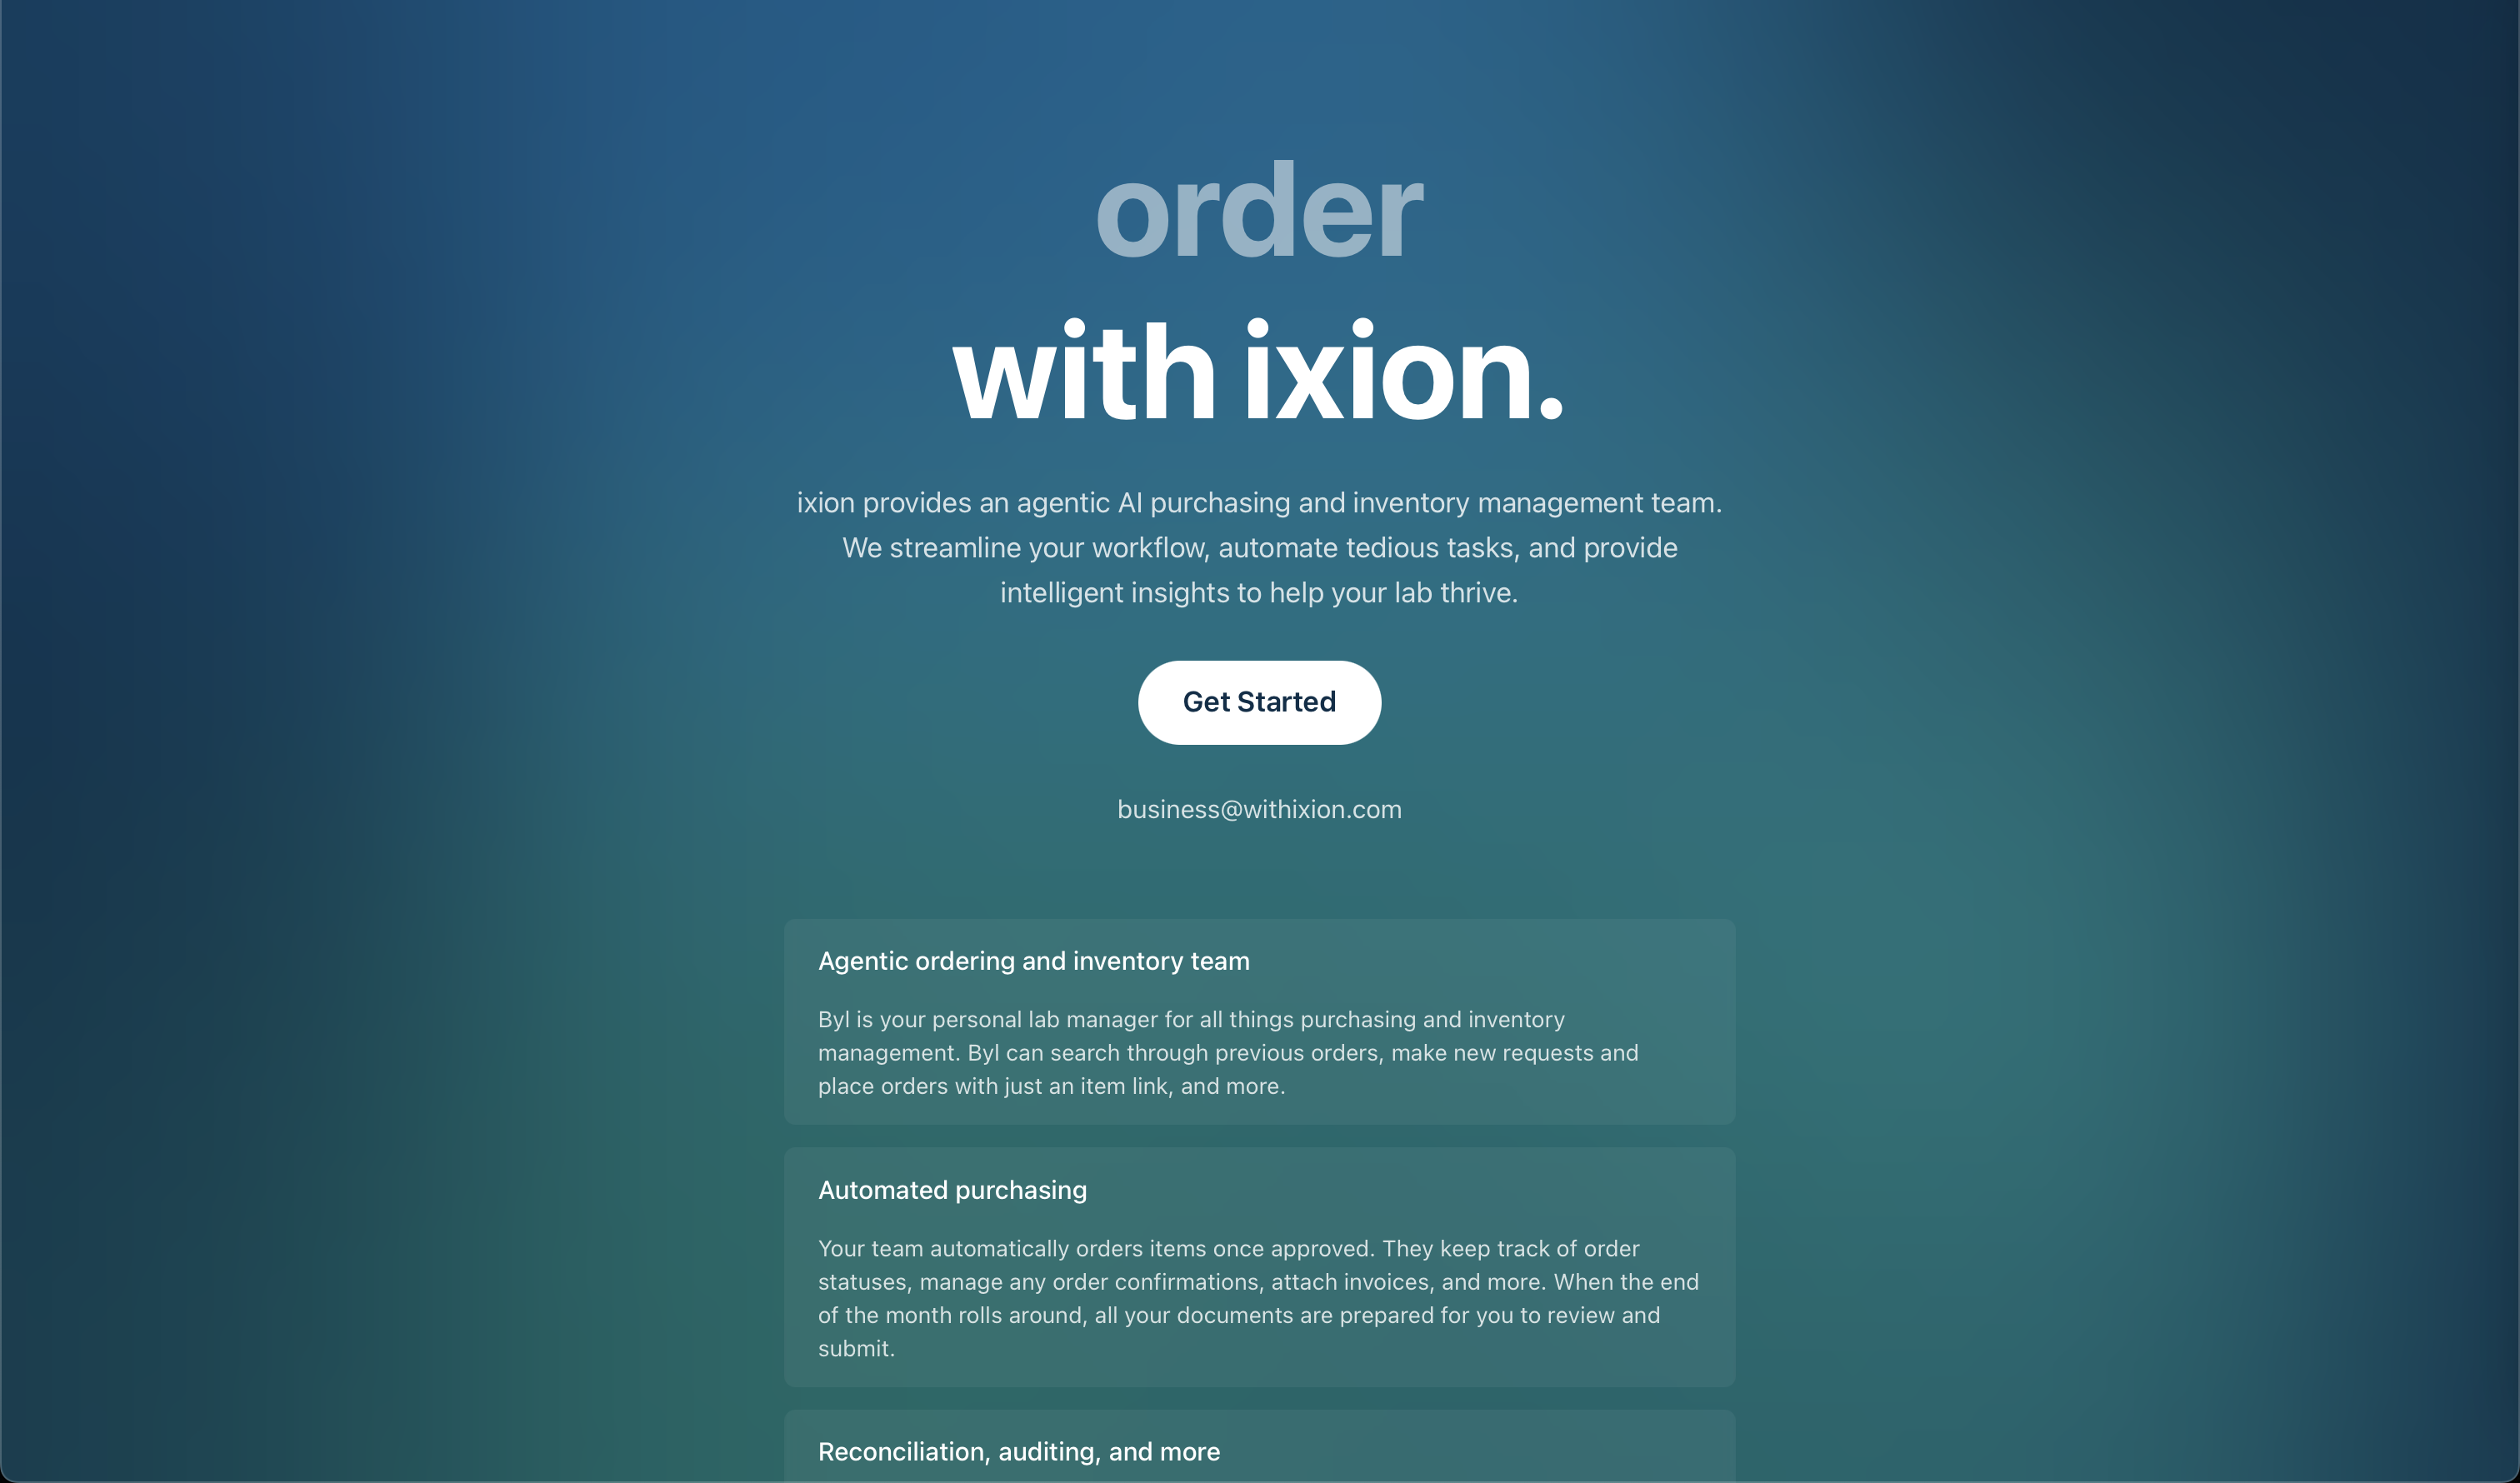 order
with ixion.
ixion provides an agentic AI purchasing and inventory management team.
We streamline your workflow, automate tedious tasks, and provide
intelligent insights to help your lab thrive.
Get Started
business@withixion.com
Agentic ordering and inventory team
Byl is your personal lab manager for all things purchasing and inventory
management. Byl can search through previous orders, make new requests and
place orders with just an item link, and more.
Automated purchasing
Your team automatically orders items once approved. They keep track of order
statuses, manage any order confirmations, attach invoices, and more. When the end
of the month rolls around, all your documents are prepared for you to review and
submit.
Reconciliation, auditing, and more